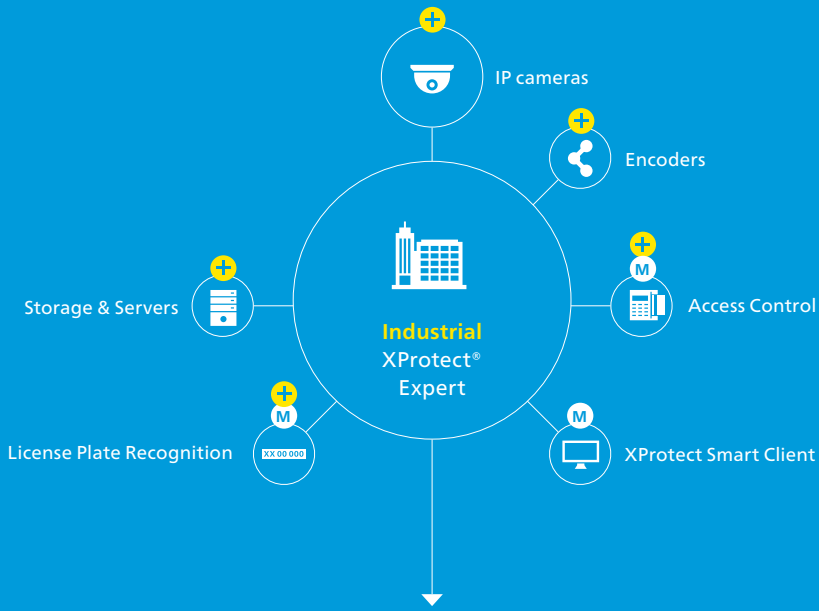 IP cameras
Encoders
M
Access Control
Storage & Servers
Industrial
XProtect®
Expert
M
M
License Plate Recognition
XX 00 000
XProtect Smart Client